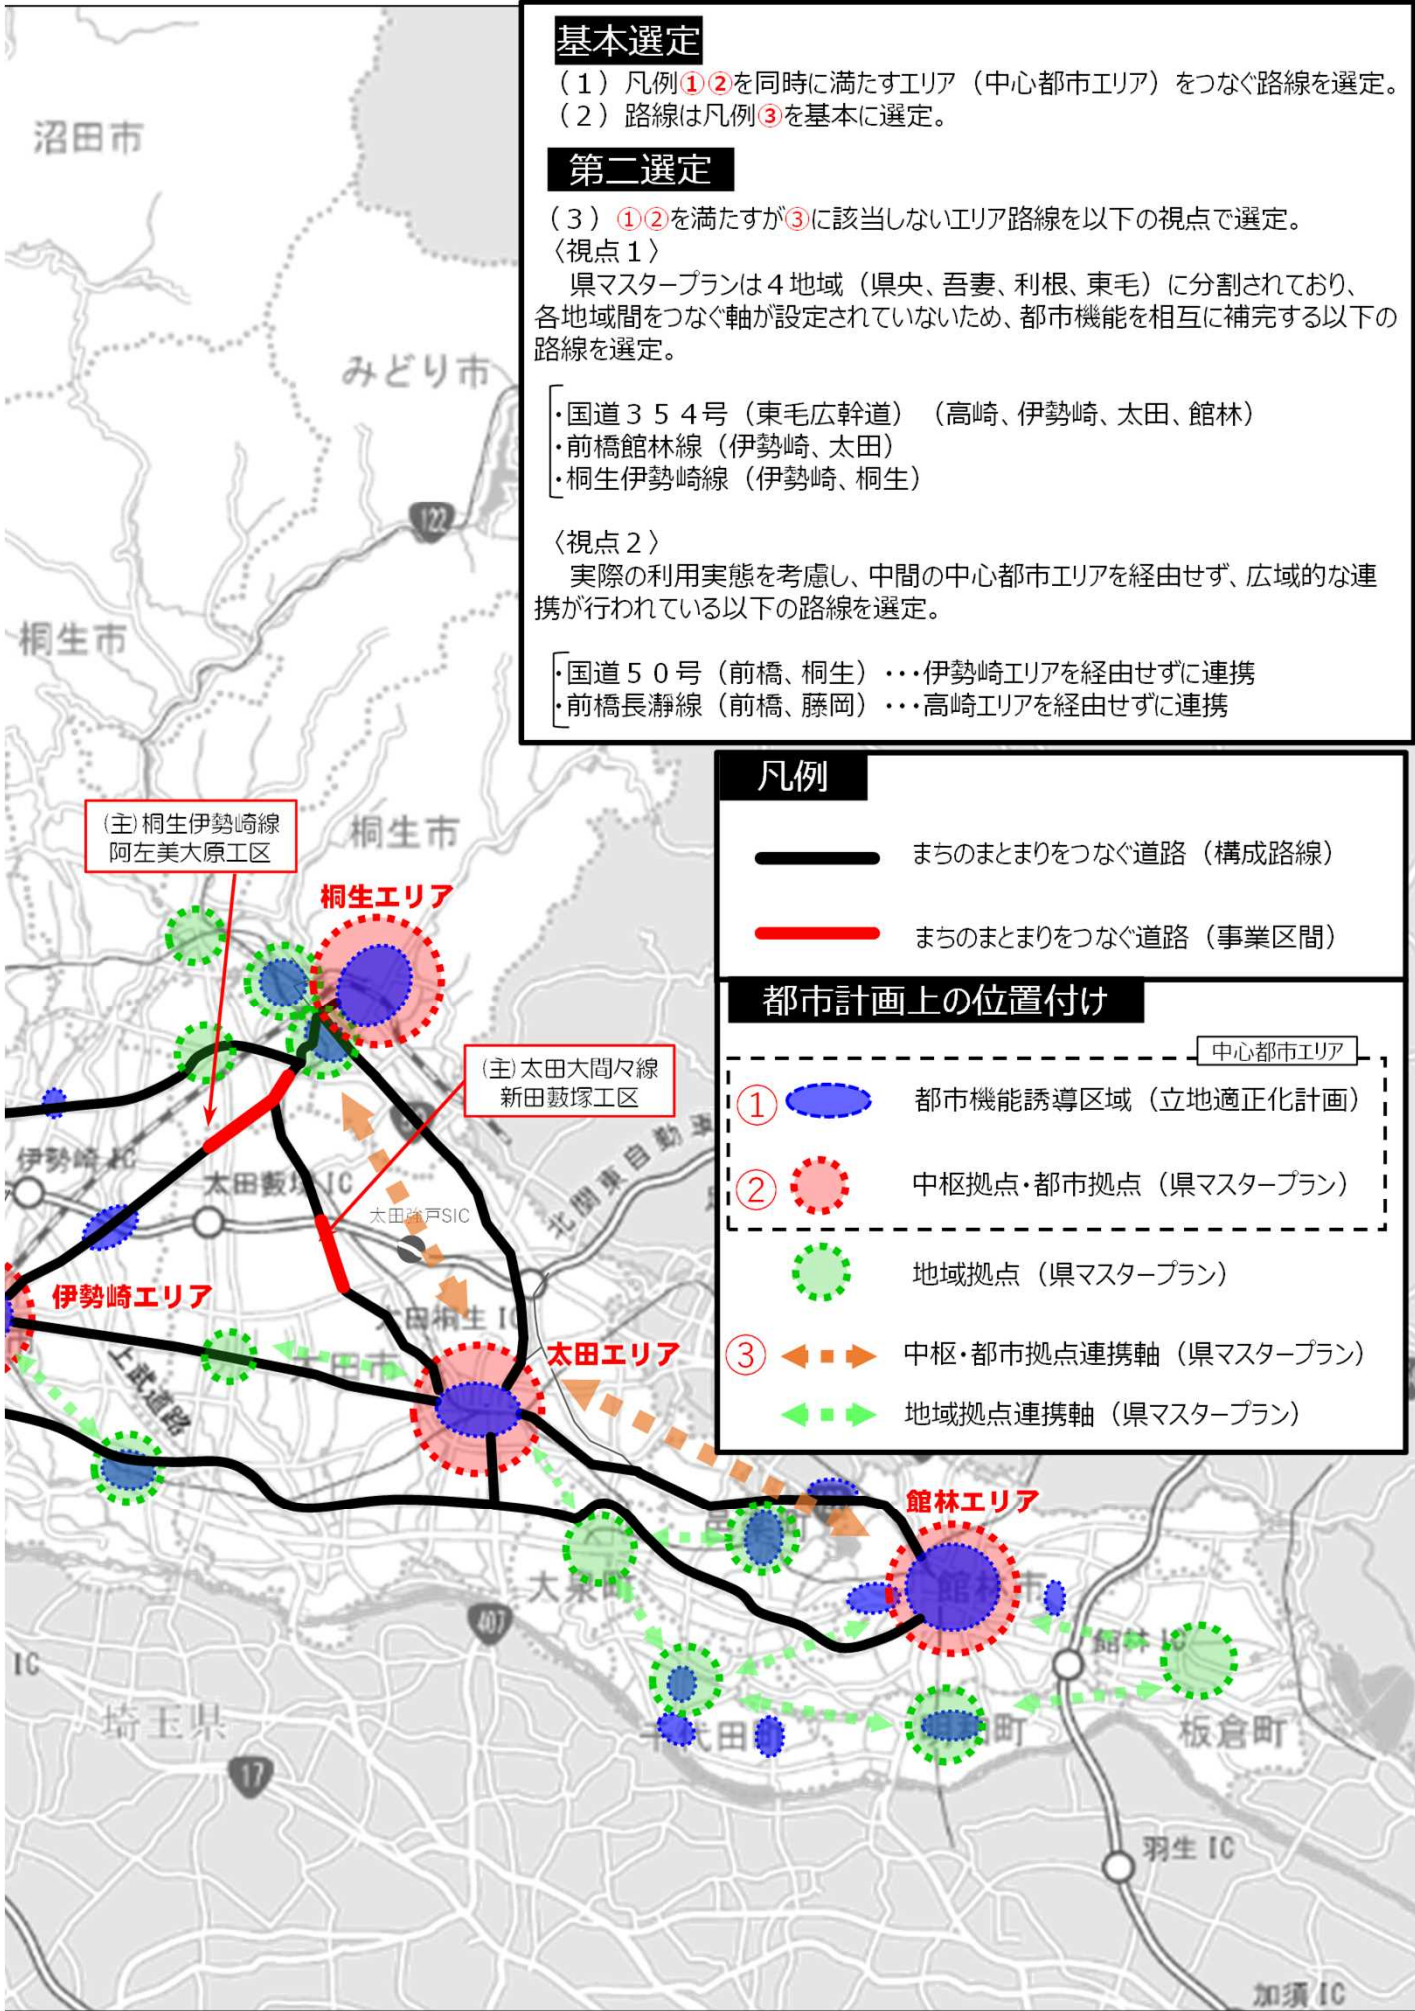 基本選定
（１）凡例①②を同時に満たすエリア（中心都市エリア）をつなぐ路線を選定。
（２）路線は凡例③を基本に選定。
第二選定
（３）①②を満たすが③に該当しないエリア路線を以下の視点で選定。
〈視点１〉
県マスタープランは４地域（県央、吾妻、利根、東毛）に分割されており、
各地域間をつなぐ軸が設定されていないため、都市機能を相互に補完する以下の
路線を選定。
・国道３５４号（東毛広幹道）（高崎、伊勢崎、太田、館林）
・前橋館林線（伊勢崎、太田）
・桐生伊勢崎線（伊勢崎、桐生）
〈視点２〉
実際の利用実態を考慮し、中間の中心都市エリアを経由せず、広域的な連
携が行われている以下の路線を選定。
・国道５０号（前橋、桐生）・・・伊勢崎エリアを経由せずに連携
・前橋長瀞線（前橋、藤岡）・・・高崎エリアを経由せずに連携
凡例
まちのまとまりをつなぐ道路（構成路線）
まちのまとまりをつなぐ道路（事業区間）
都市計画上の位置付け
中心都市エリア
① 都市機能誘導区域（立地適正化計画）
② 中枢拠点・都市拠点（県マスタープラン）
地域拠点（県マスタープラン）
③ 中枢・都市拠点連携軸（県マスタープラン）
地域拠点連携軸（県マスタープラン）
沼田市
みどり市
122
桐生市
(主)桐生伊勢崎線
阿左美大原工区
桐生市
桐生エリア
(主)太田大間々線
新田藪塚工区
伊勢崎 IC
太田藪塚 IC
太田強戸SIC
北関東自動車
伊勢崎エリア
太田桐生 IC
太田市
太田エリア
上武道路
館林エリア
館林市
大泉町
407
館林 IC
IC
埼玉県
千代田町
板倉町
17
羽生 IC
加須 IC